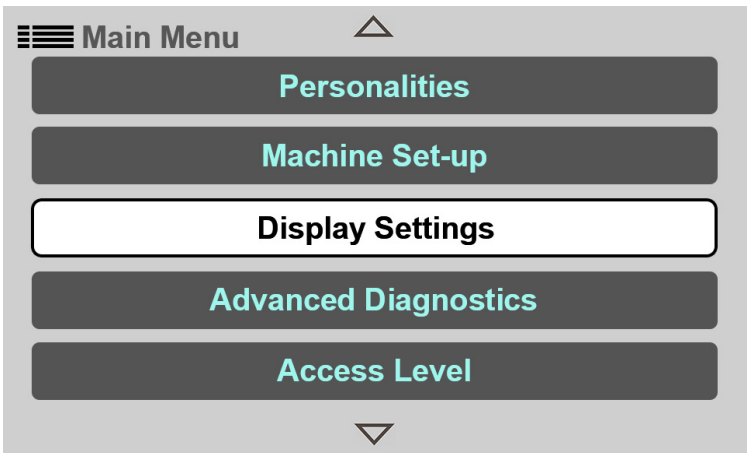 Main Menu
Personalities
Machine Set-up
Display Settings
Advanced Diagnostics
Access Level